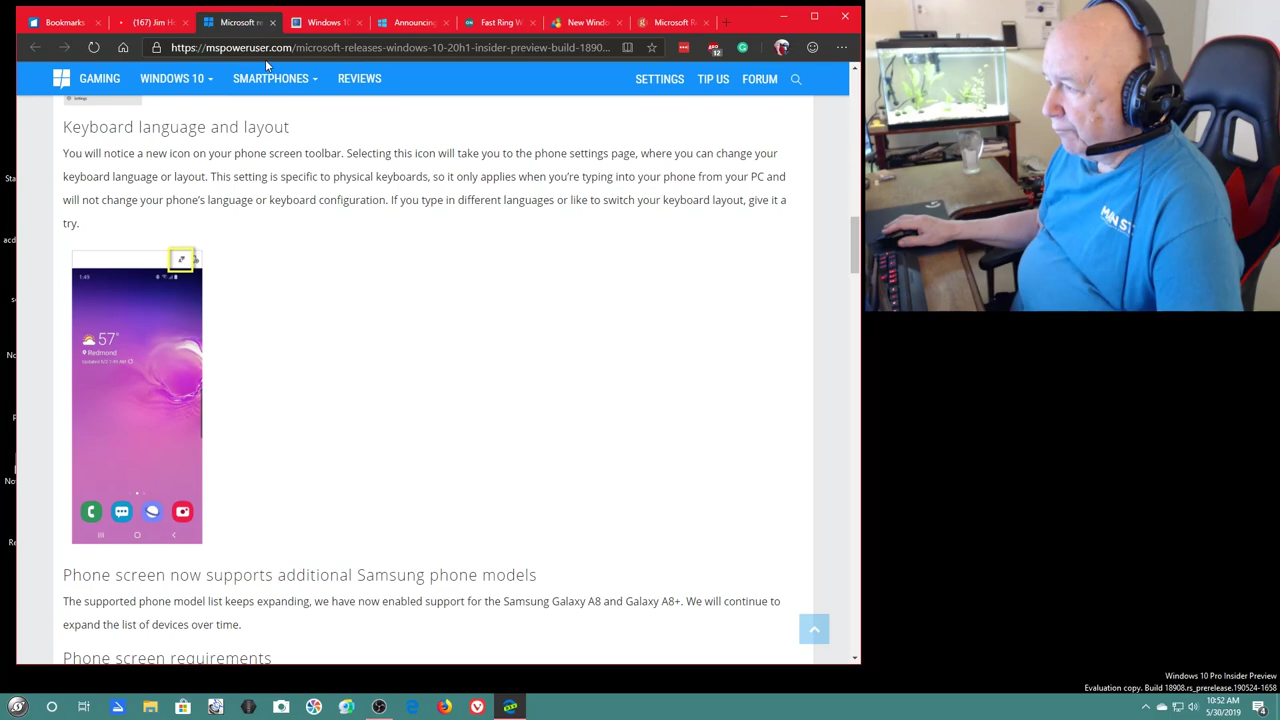 Bookmarks
(167) Jim H
Microsoft re
Windows 10
Announcing
Fast Ring W
New Windo
Microsoft R
https://mspoweruser.com/microsoft-releases-windows-10-20h1-insider-preview-build-1890...
12
GAMING
WINDOWS 10
SMARTPHONES
REVIEWS
SETTINGS
TIP US
FORUM
Settings
Keyboard language and layout
You will notice a new icon on your phone screen toolbar. Selecting this icon will take you to the phone settings page, where you can change your
keyboard language or layout. This setting is specific to physical keyboards, so it only applies when you're typing into your phone from your PC and
will not change your phone's language or keyboard configuration. If you type in different languages or like to switch your keyboard layout, give it a
try.
1:49
57°
Redmond
Phone screen now supports additional Samsung phone models
The supported phone model list keeps expanding, we have now enabled support for the Samsung Galaxy A8 and Galaxy A8+. We will continue to
expand the list of devices over time.
Phone screen requirements
Windows 10 Pro Insider Preview
Evaluation copy. Build 18908.rs_prerelease.190524-1658
10:52 AM
5/30/2019
4